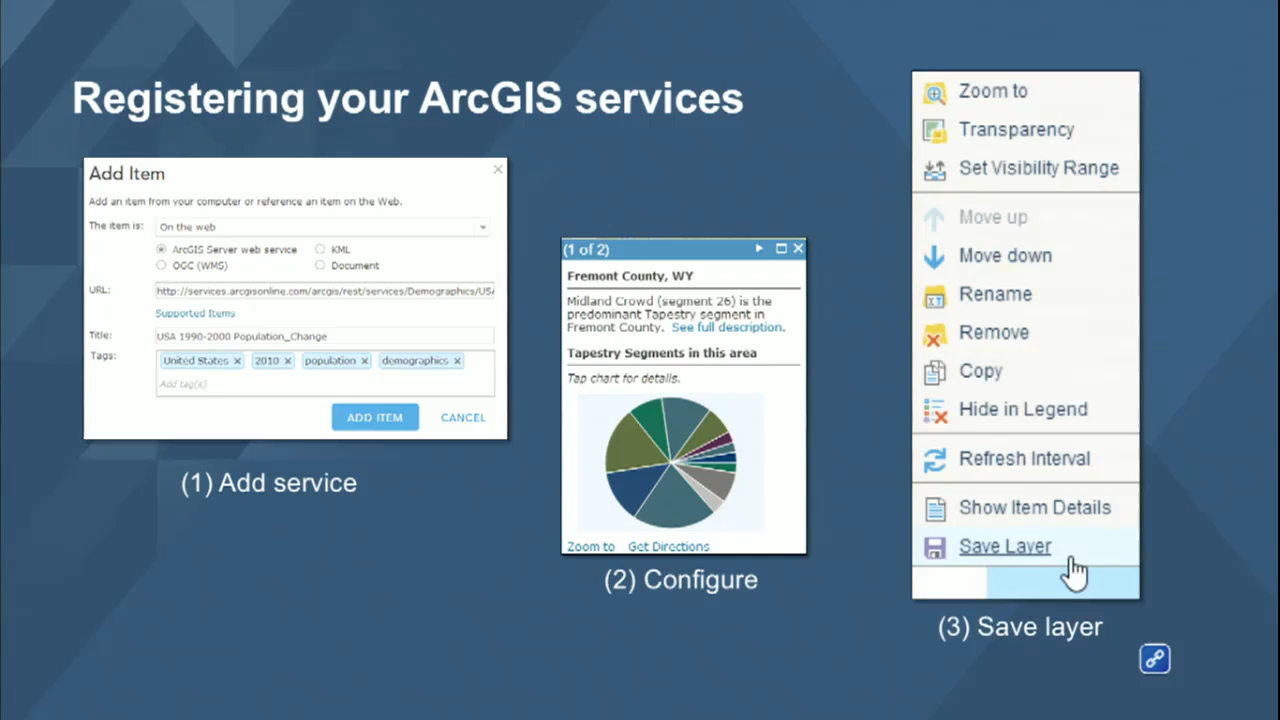 Registering your ArcGIS services
Add Item
Add an item from your computer or reference an item on the Web.
The item is: On the web
ArcGIS Server web service KML
OGC (WMS) Document
URL: http://services.arcgisonline.com/arcgis/rest/services/Demographics/USA
Supported Items
Title: USA 1990-2000 Population_Change
Tags: United States × 2010 × population × demographics ×
Add tag(s)
ADD ITEM CANCEL
(1) Add service
(1 of 2)
Fremont County, WY
Midland Crowd (segment 26) is the
predominant Tapestry segment in
Fremont County. See full description.
Tapestry Segments in this area
Tap chart for details.
Zoom to Get Directions
(2) Configure
Zoom to
Transparency
Set Visibility Range
Move up
Move down
Rename
Remove
Copy
Hide in Legend
Refresh Interval
Show Item Details
Save Layer
(3) Save layer